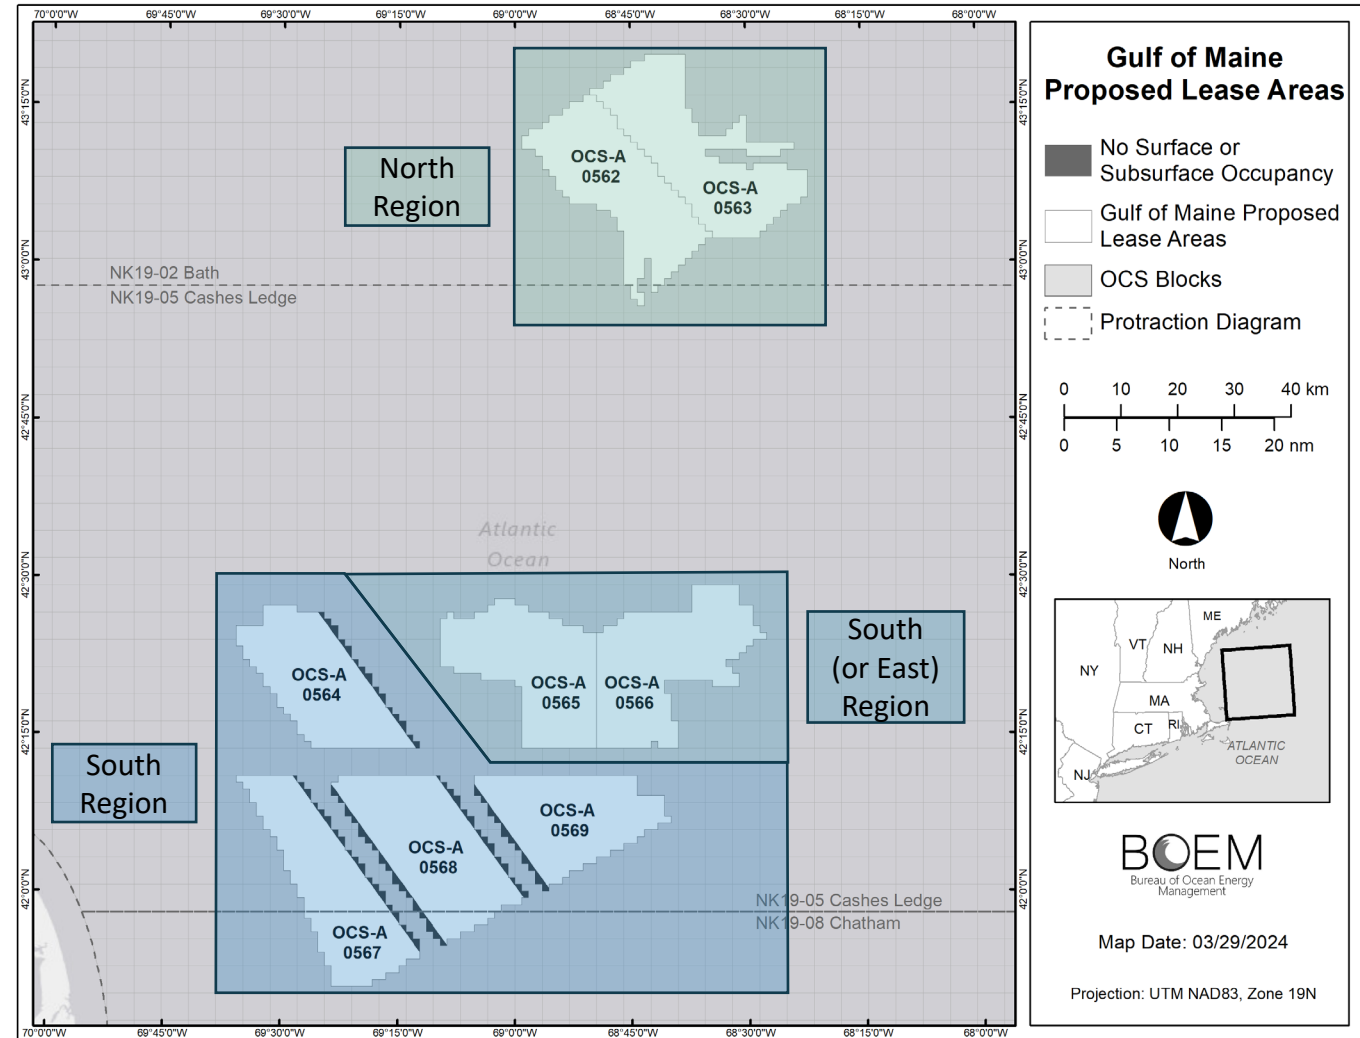 70°0'0"W 69°45'0"W 69°30'0"W 69°15'0"W 69°0'0"W 68°45'0"W 68°30'0"W 68°15'0"W 68°0'0"W
43°15'0"N
43°0'0"N
42°45'0"N
42°30'0"N
42°15'0"N
42°0'0"N
North
Region
OCS-A
0562
OCS-A
0563
NK19-02 Bath
NK19-05 Cashes Ledge
Atlantic
Ocean
OCS-A
0564
OCS-A
0565
OCS-A
0566
South
(or East)
Region
South
Region
OCS-A
0569
OCS-A
0568
OCS-A
0567
NK19-05 Cashes Ledge
NK19-08 Chatham
43°15'0"N
43°0'0"N
42°45'0"N
42°30'0"N
42°15'0"N
42°0'0"N
70°0'0"W 69°45'0"W 69°30'0"W 69°15'0"W 69°0'0"W 68°45'0"W 68°30'0"W 68°15'0"W 68°0'0"W
Gulf of Maine
Proposed Lease Areas
No Surface or
Subsurface Occupancy
Gulf of Maine Proposed
Lease Areas
OCS Blocks
Protraction Diagram
0 10 20 30 40 km
0 5 10 15 20 nm
North
ME
VT
NH
NY
MA
CT
RI
NJ
ATLANTIC
OCEAN
BOEM
Bureau of Ocean Energy
Management
Map Date: 03/29/2024
Projection: UTM NAD83, Zone 19N